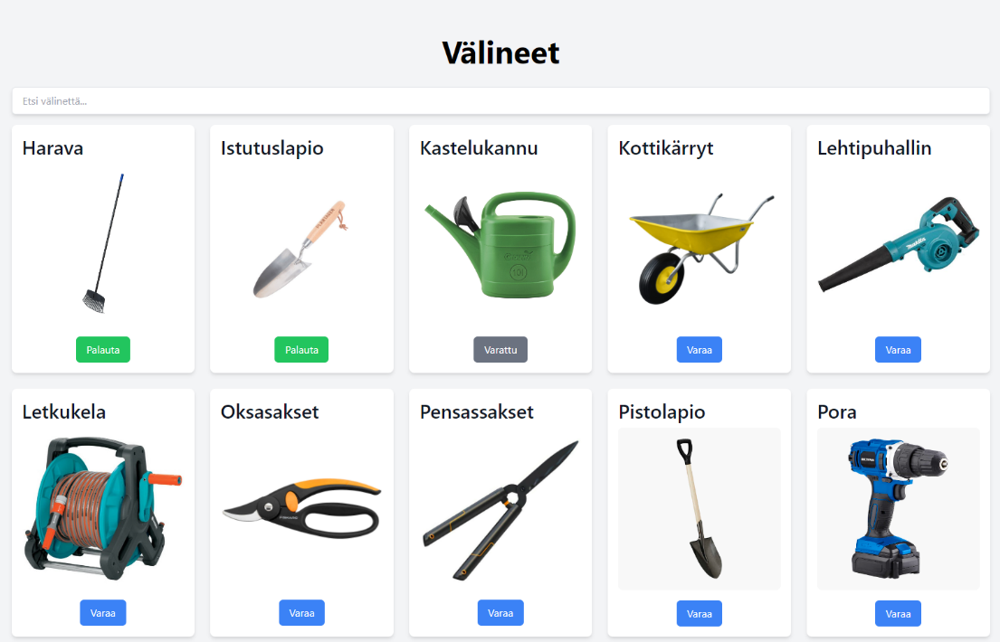 Välineet
Etsi välinettä...
Harava
Istutuslapio
Kastelukannu
Kottikärryt
Lehtipuhallin
Makita
Palauta
Palauta
Varattu
Varaa
Varaa
Letkukela
Oksasakset
Pensassakset
Pistolapio
Pora
Varaa
Varaa
Varaa
Varaa
Varaa